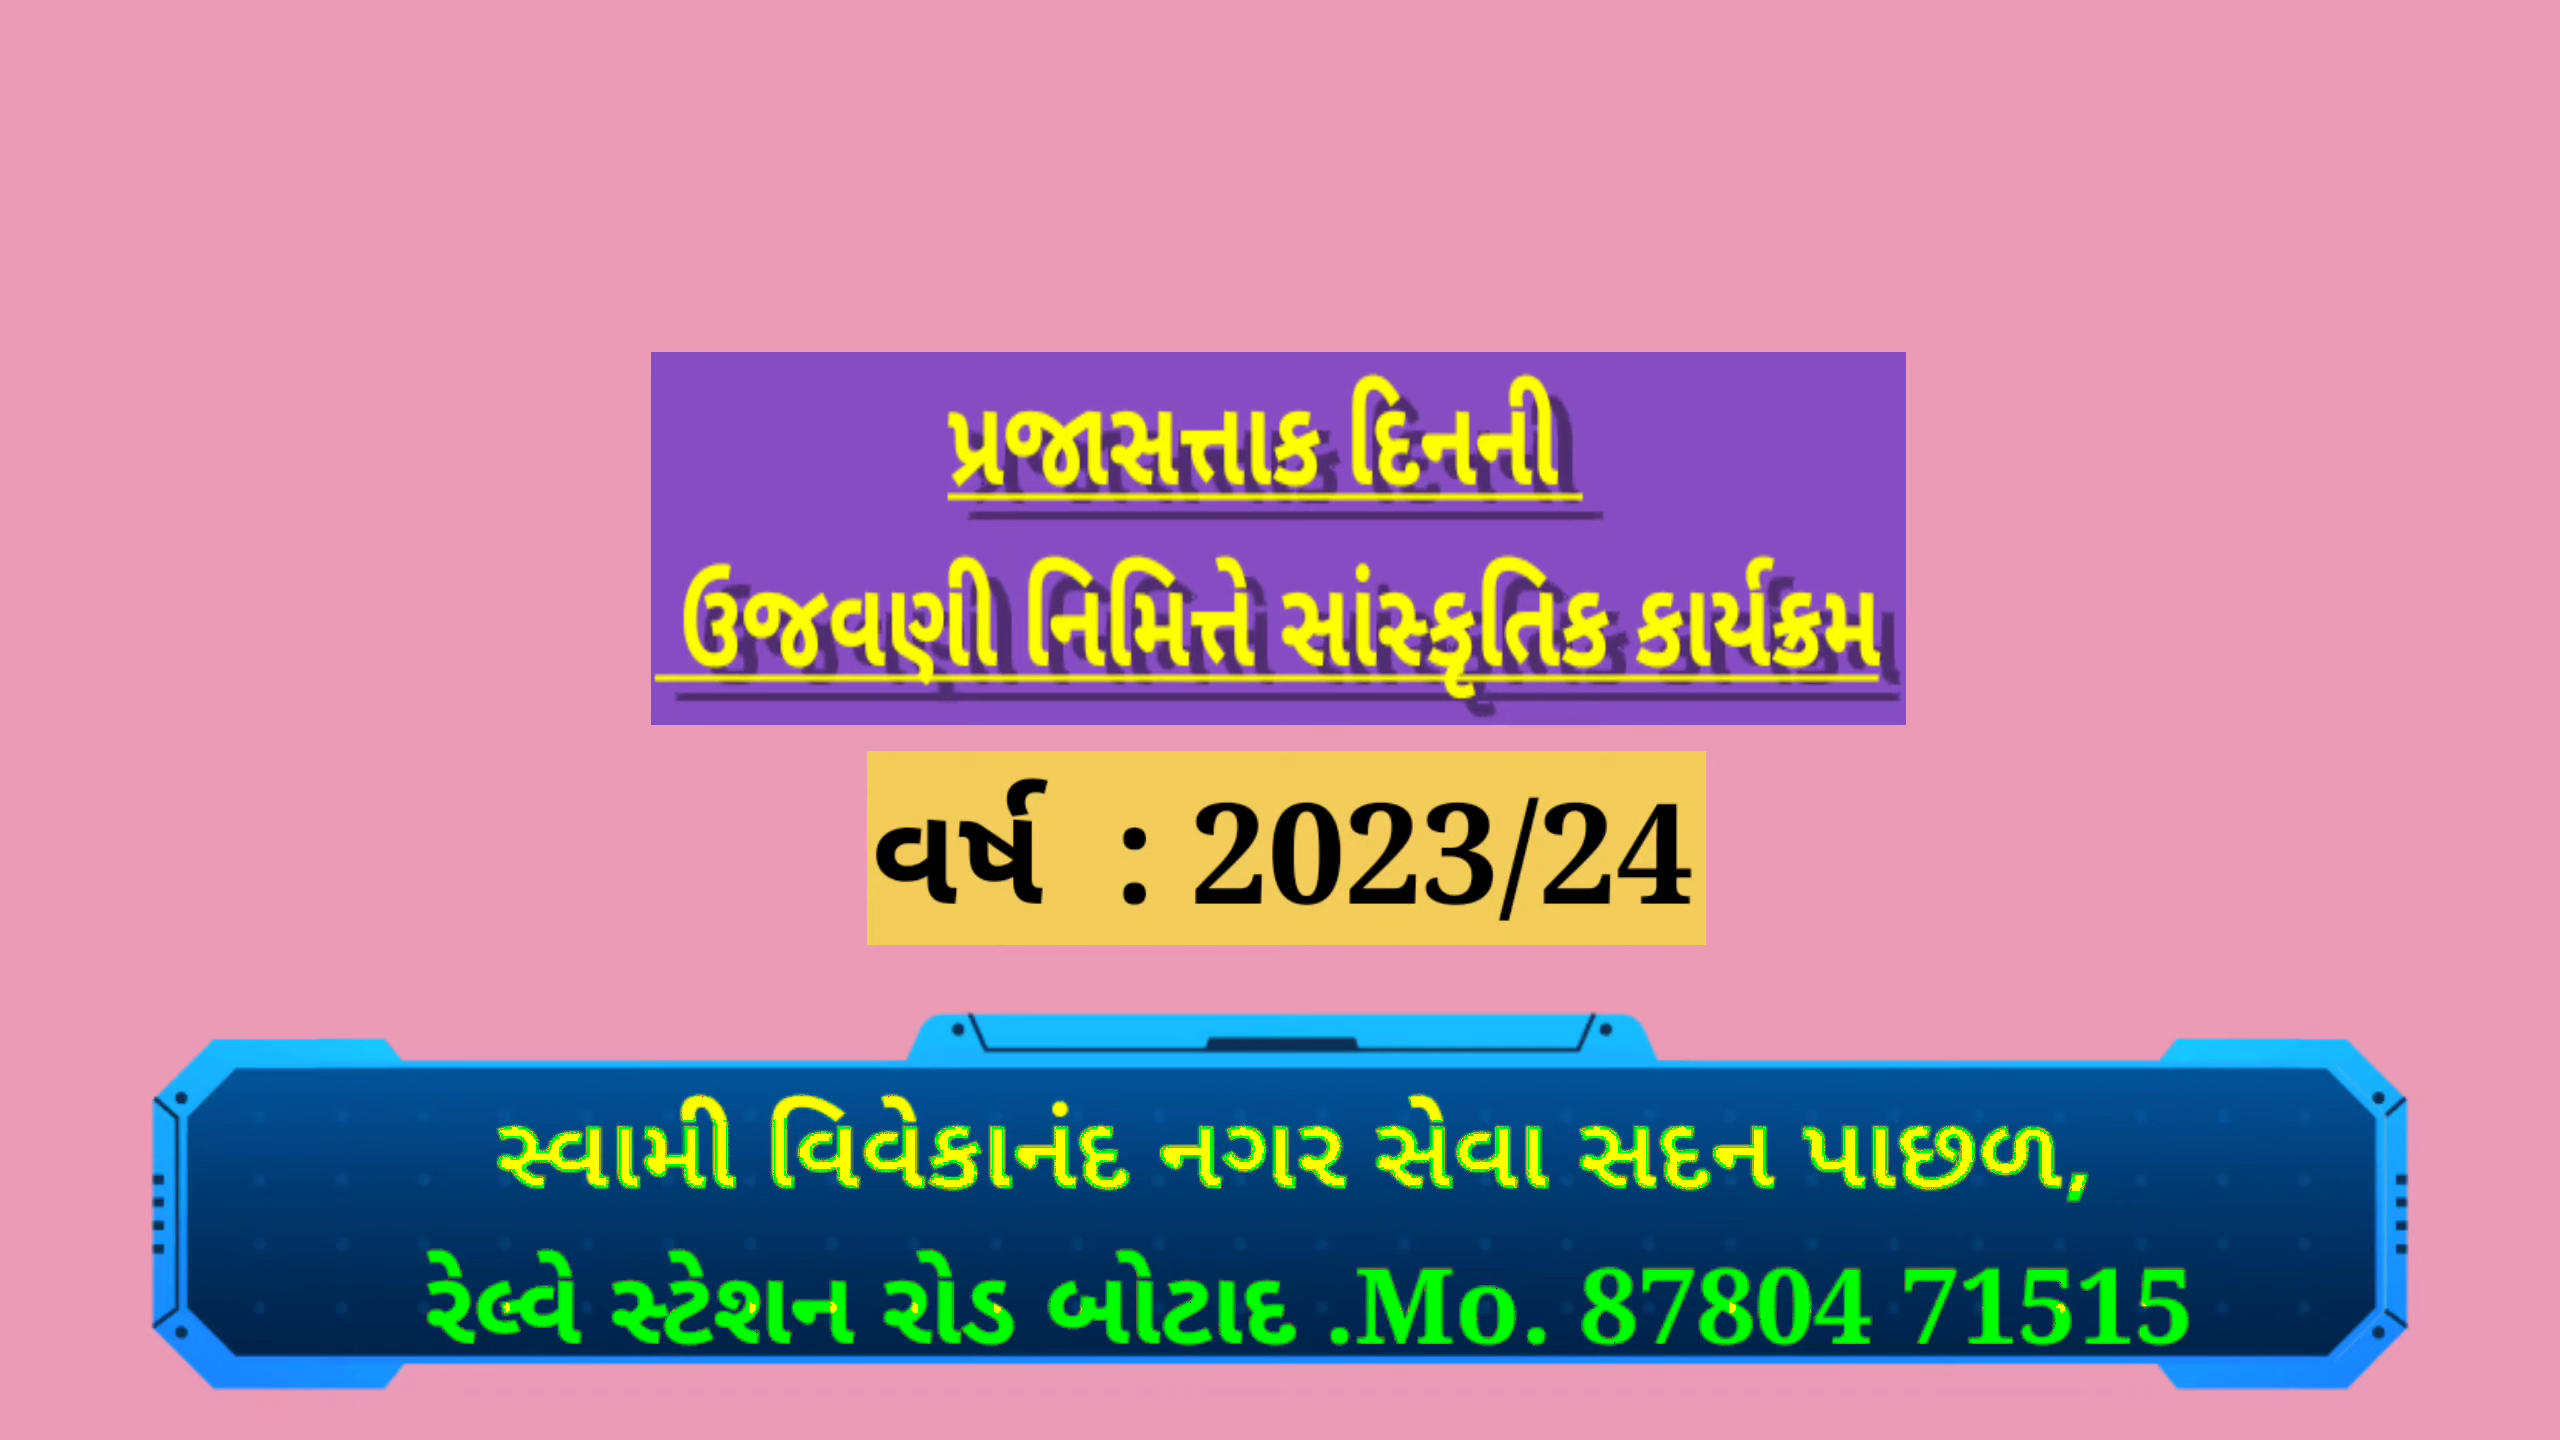 પ્રજાસત્તાક દિનની
ઉજવણી નિમિત્તે સાંસ્કૃતિક કાર્યક્રમ
વર્ષ : 2023/24
સ્વામી વિવેકાનંદ નગર સેવા સદન પાછળ,
રેલ્વે સ્ટેશન રોડ બોટાદ .Mo. 87804 71515